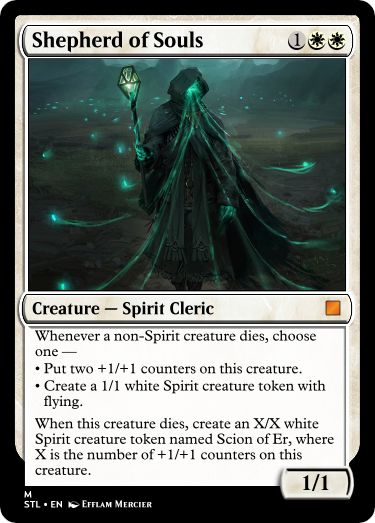 Shepherd of Souls 1
Creature — Spirit Cleric
Whenever a non-Spirit creature dies, choose
one —
• Put two +1/+1 counters on this creature.
• Create a 1/1 white Spirit creature token with
flying.
When this creature dies, create an X/X white
Spirit creature token named Scion of Er, where
X is the number of +1/+1 counters on this
creature.
1/1
M
STL • EN Efflam Mercier